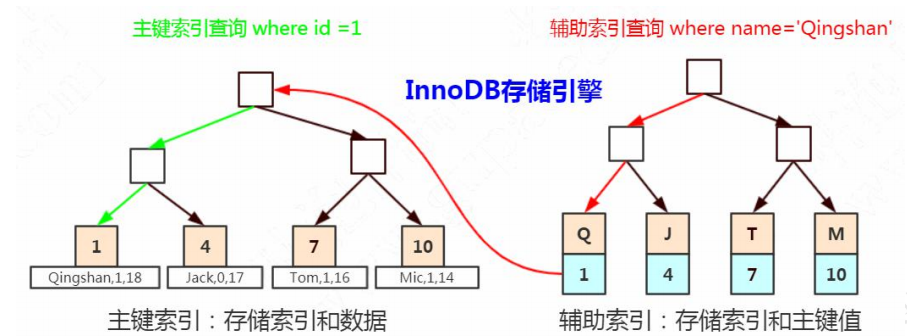 主键索引查询 where id =1
辅助索引查询 where name='Qingshan'
InnoDB存储引擎
1
4
7
10
Qingshan,1,18
Jack,0,17
Tom,1,16
Mic,1,14
Q
J
T
M
1
4
7
10
主键索引：存储索引和数据
辅助索引：存储索引和主键值